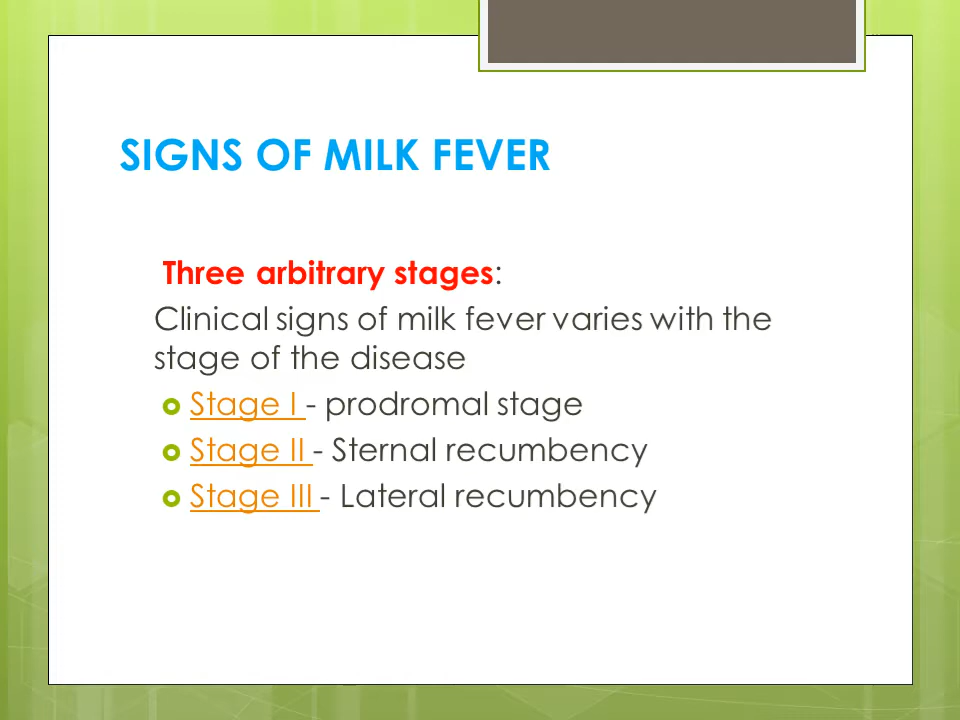 SIGNS OF MILK FEVER
Three arbitrary stages:
Clinical signs of milk fever varies with the
stage of the disease
Stage I - prodromal stage
Stage II - Sternal recumbency
Stage III - Lateral recumbency